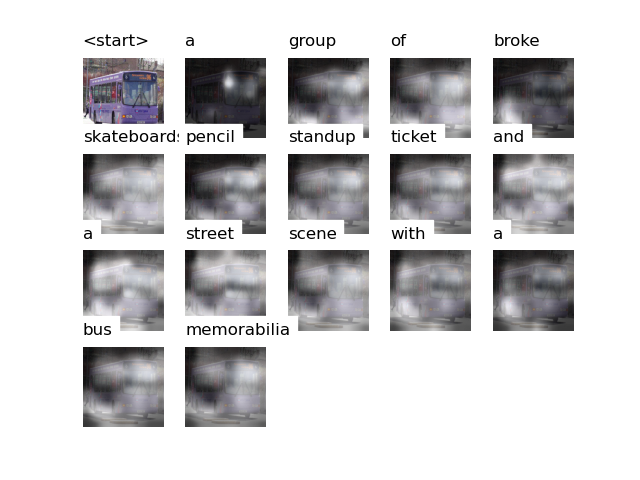 <start> a group of broke
skateboards pencil standup ticket and
a street scene with a
bus memorabilia